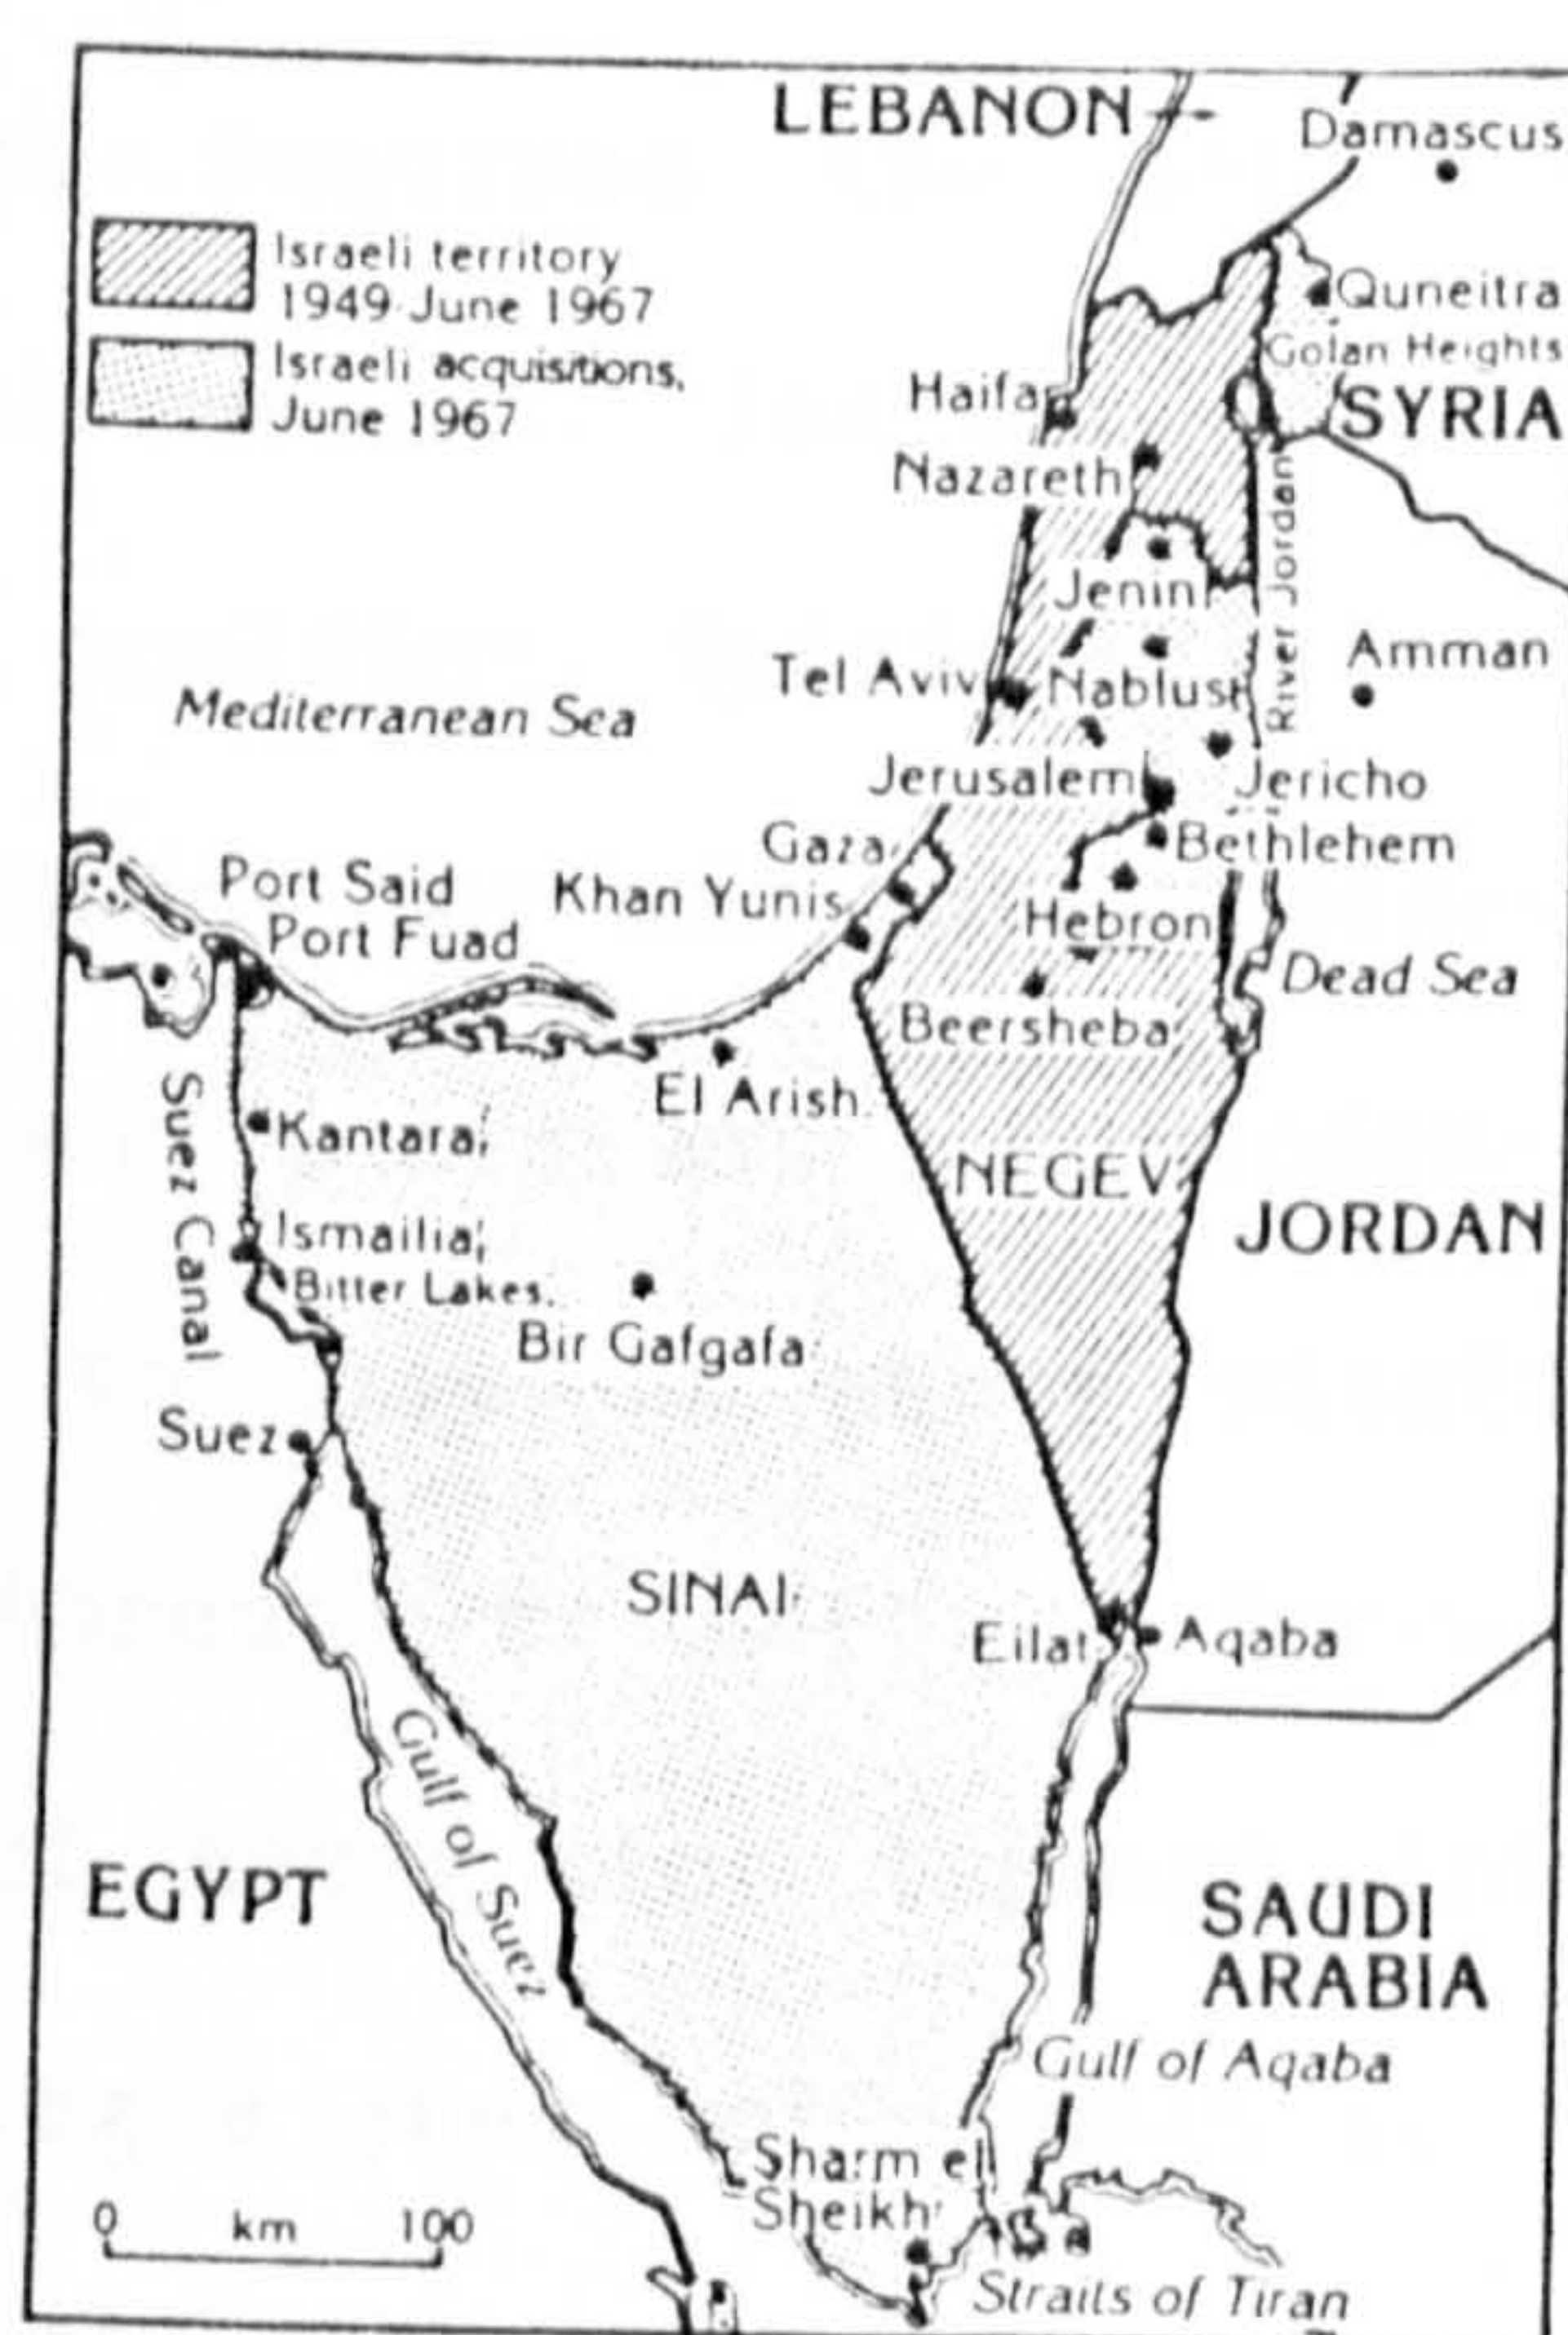 LEBANON
Damascus
Israeli territory
1949-June 1967
Israeli acquisitions,
June 1967
Quneitra
Golan Heights
SYRIA
Haifa
Nazareth
River Jordan
Jenin
Amman
Tel Aviv
Nablus
Mediterranean Sea
Jerusalem
Jericho
Gaza
Bethlehem
Port Said
Khan Yunis
Port Fuad
Hebron
Dead Sea
Beersheba
El Arish
Suez Canal
Kantara
NEGEV
JORDAN
Ismailia
Bitter Lakes
Bir Gafgafa
Suez
SINAI
Eilat
Aqaba
Gulf of Suez
EGYPT
SAUDI
ARABIA
Gulf of Aqaba
Sharm el
Sheikh
0 km 100
Straits of Tiran